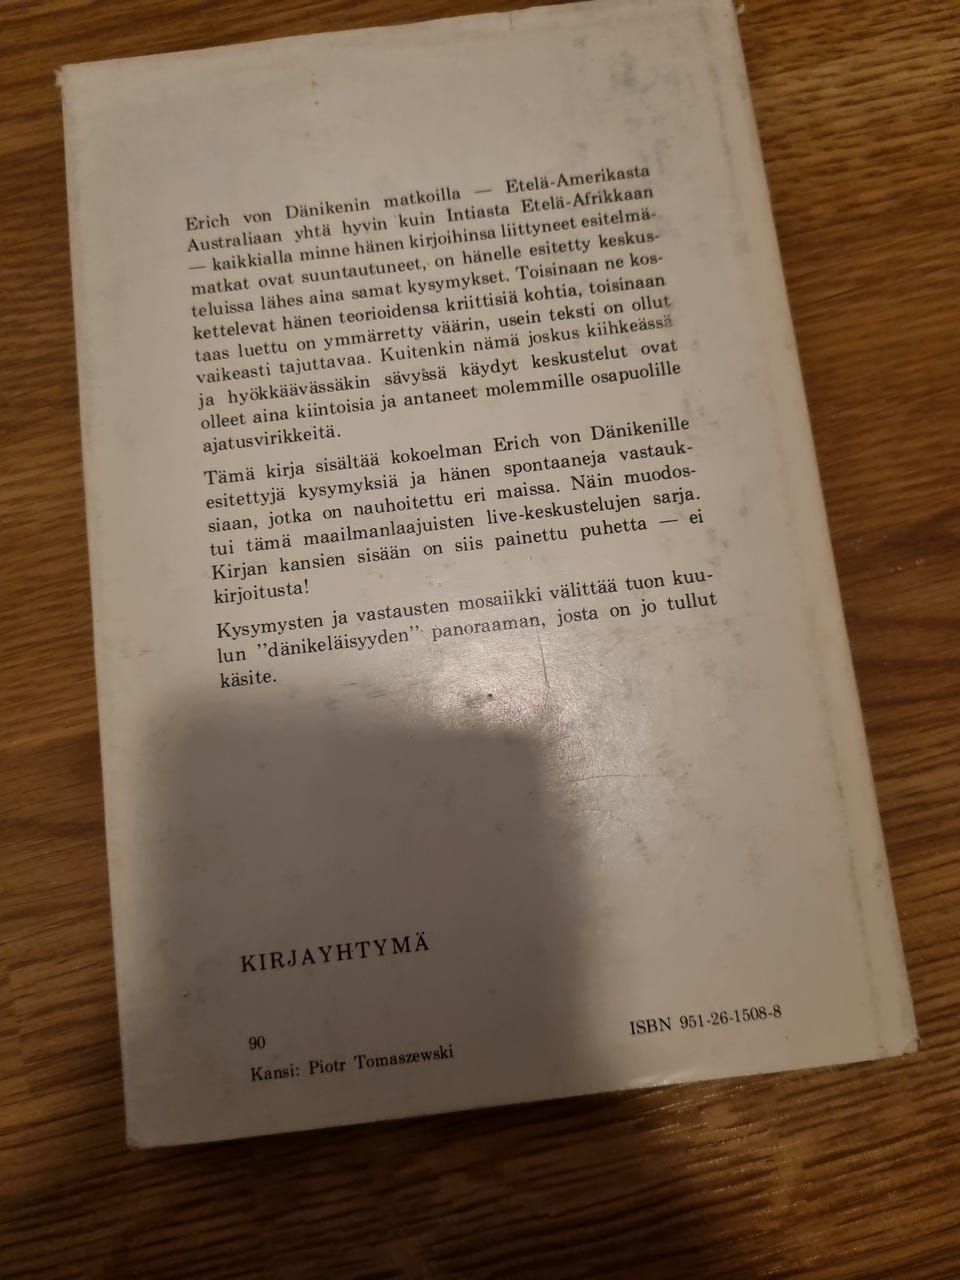 Erich von Dänikenin matkoilla — Etelä-Amerikasta
Australiaan yhtä hyvin kuin Intiasta Etelä-Afrikkaan
— kaikkialla minne hänen kirjoihinsa liittyneet esitelmä-
matkat ovat suuntautuneet, on hänelle esitetty keskus-
teluissa lähes aina samat kysymykset. Toisinaan ne kos-
kettelevat hänen teorioidensa kriittisiä kohtia, toisinaan
taas luettu on ymmärretty väärin, usein teksti on ollut
vaikeasti tajuttavaa. Kuitenkin nämä joskus kiihkeässä
ja hyökkäävässäkin sävyssä käydyt keskustelut ovat
olleet aina kiintoisia ja antaneet molemmille osapuolille
ajatusvirikkeitä.
Tämä kirja sisältää kokoelman Erich von Dänikenille
esitettyjä kysymyksiä ja hänen spontaaneja vastauk-
siaan, jotka on nauhoitettu eri maissa. Näin muodos-
tui tämä maailmanlaajuisten live-keskustelujen sarja.
Kirjan kansien sisään on siis painettu puhetta — ei
kirjoitusta!
Kysymysten ja vastausten mosaiikki välittää tuon kuu-
lun ”dänikeläisyyden” panoraaman, josta on jo tullut
käsite.
KIRJAYHTYMÄ
90
Kansi: Piotr Tomaszewski
ISBN 951-26-1508-8